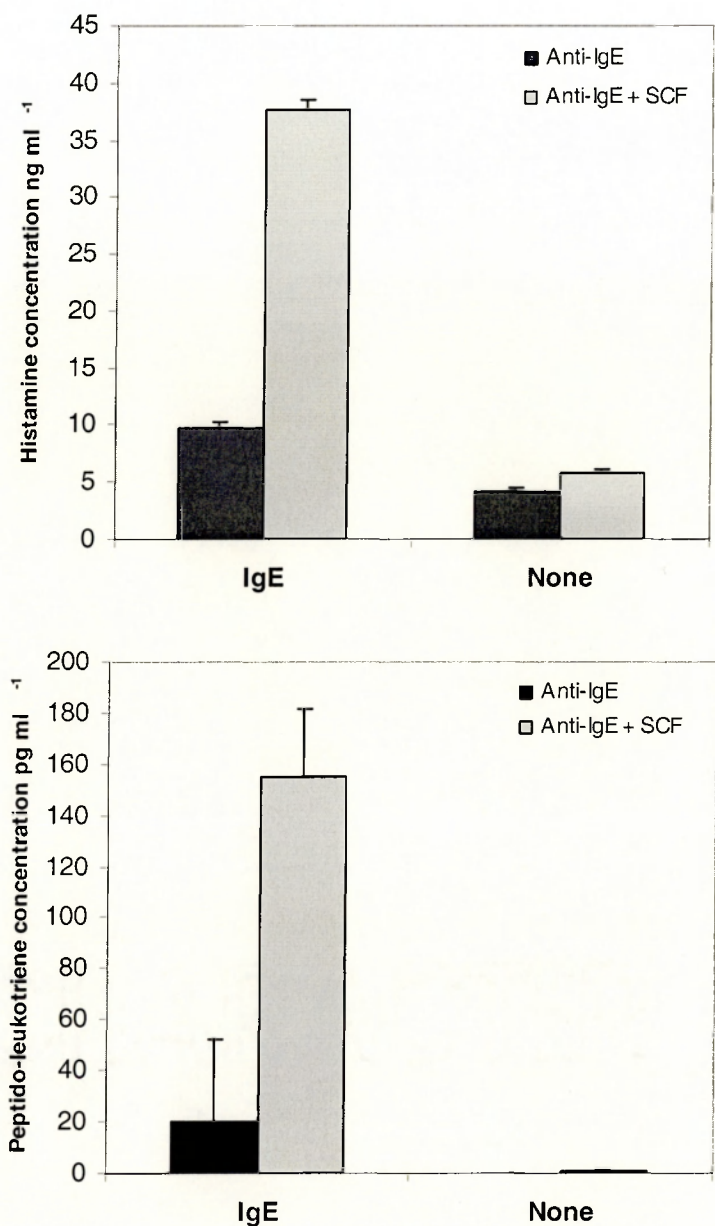 Histamine concentration ng ml -1
45
40
35
30
25
20
15
10
5
0
Anti-IgE
Anti-IgE + SCF
IgE None
Peptido-leukotriene concentration pg ml -1
200
180
160
140
120
100
80
60
40
20
0
Anti-IgE
Anti-IgE + SCF
IgE None